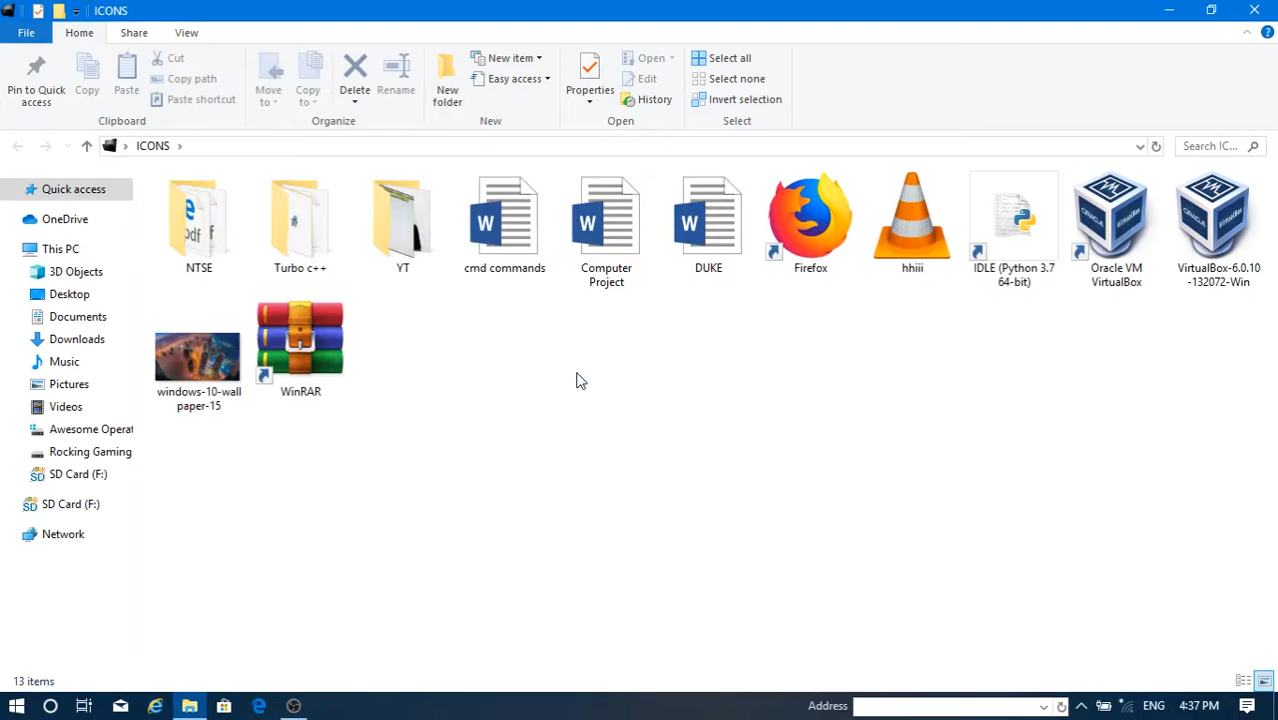 ICONS
File Home Share View
Pin to Quick access
Copy
Paste
Cut
Copy path
Paste shortcut
Move to
Copy to
Delete
Rename
New folder
New item
Easy access
Properties
Open
Edit
History
Select all
Select none
Invert selection
Clipboard Organize New Open Select
ICONS
Search IC...
Quick access
OneDrive
This PC
3D Objects
Desktop
Documents
Downloads
Music
Pictures
Videos
Awesome Operat
Rocking Gaming
SD Card (F:)
SD Card (F:)
Network
NTSE
Turbo c++
YT
cmd commands
Computer
Project
DUKE
Firefox
hhiii
IDLE (Python 3.7
64-bit)
Oracle VM
VirtualBox
VirtualBox-6.0.10
-132072-Win
windows-10-wall
paper-15
WinRAR
13 items
Address
ENG 4:37 PM